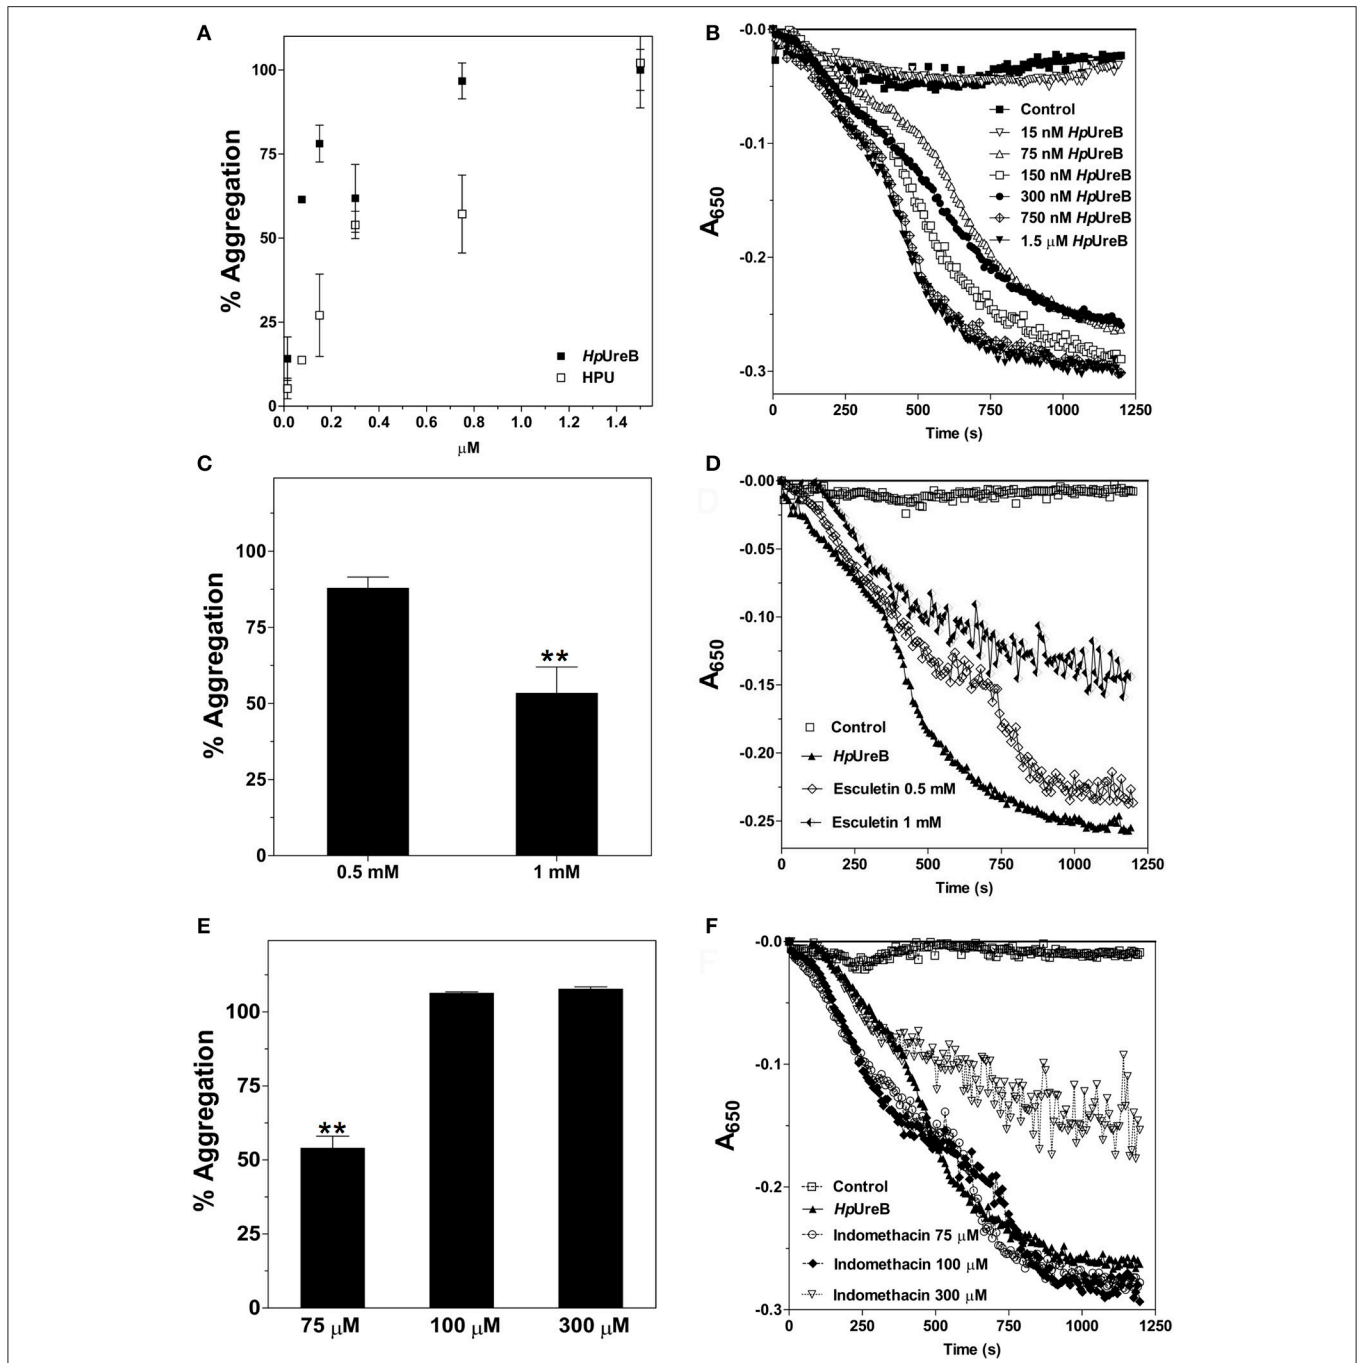 A
% Aggregation
100
75
50
25
0
0.0 0.2 0.4 0.6 0.8 1.0 1.2 1.4
μM
HpUreB
HPU
B
A650
-0.0
-0.1
-0.2
-0.3
0 250 500 750 1000 1250
Time (s)
Control
15 nM HpUreB
75 nM HpUreB
150 nM HpUreB
300 nM HpUreB
750 nM HpUreB
1.5 μM HpUreB
C
% Aggregation
100
75
50
25
0
**
0.5 mM 1 mM
D
D
A650
-0.00
-0.05
-0.10
-0.15
-0.20
-0.25
0 250 500 750 1000 1250
Time (s)
Control
HpUreB
Esculetin 0.5 mM
Esculetin 1 mM
E
% Aggregation
100
75
50
25
0
**
75 μM 100 μM 300 μM
F
F
A650
-0.0
-0.1
-0.2
-0.3
0 250 500 750 1000 1250
Time (s)
Control
HpUreB
Indomethacin 75 μM
Indomethacin 100 μM
Indomethacin 300 μM